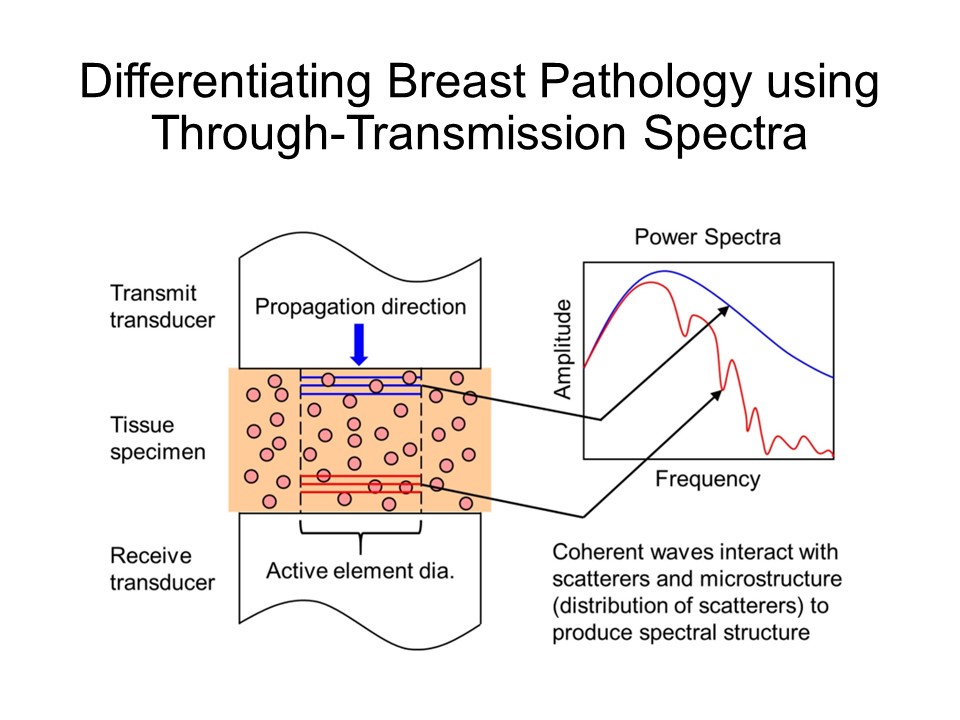 Differentiating Breast Pathology using
Through-Transmission Spectra
Transmit
transducer
Propagation direction
Tissue
specimen
Receive
transducer
Active element dia.
Power Spectra
Amplitude
Frequency
Coherent waves interact with
scatterers and microstructure
(distribution of scatterers) to
produce spectral structure